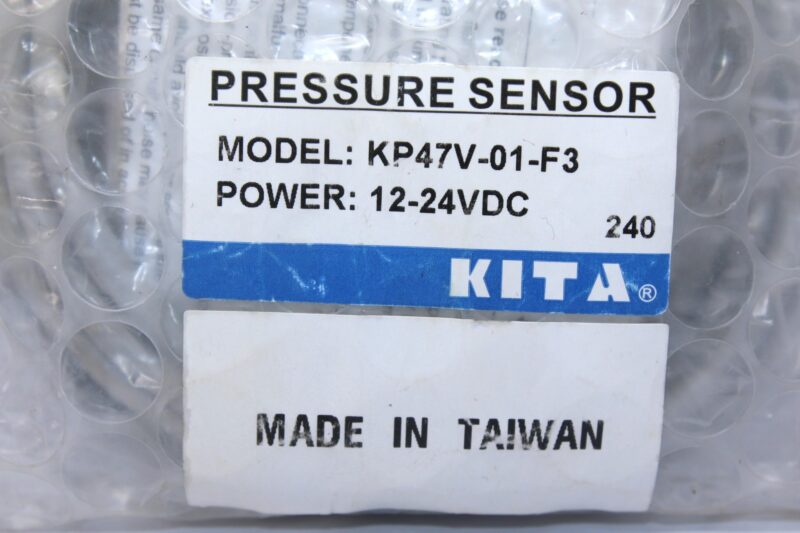 PRESSURE SENSOR
MODEL: KP47V-01-F3
POWER: 12-24VDC
240
KITA®
MADE IN TAIWAN